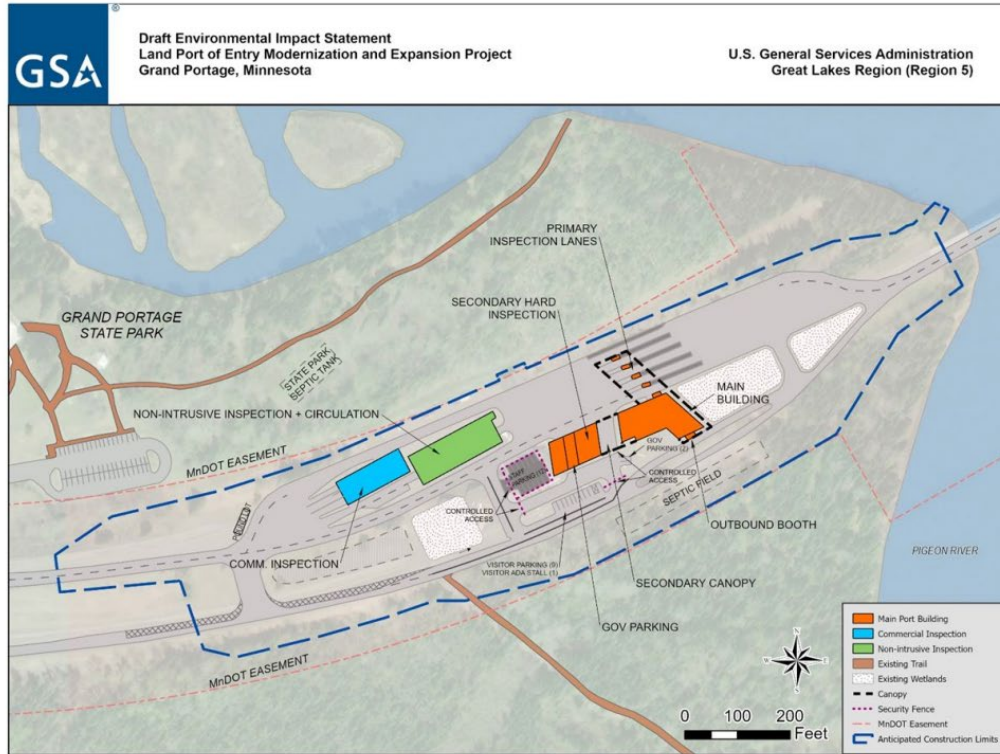 GSA
®
Draft Environmental Impact Statement
Land Port of Entry Modernization and Expansion Project
Grand Portage, Minnesota
U.S. General Services Administration
Great Lakes Region (Region 5)
PRIMARY
INSPECTION LANES
SECONDARY HARD
INSPECTION
GRAND PORTAGE
STATE PARK
STATE PARK
SEPTIC TANK
NON-INTRUSIVE INSPECTION + CIRCULATION
MAIN
BUILDING
MnDOT EASEMENT
GOV
PARKING (2)
STAFF
PARKING (12)
CONTROLLED
ACCESS
SEPTIC FIELD
CONTROLLED
ACCESS
OUTBOUND BOOTH
PIGEON RIVER
COMM. INSPECTION
VISITOR PARKING (9)
VISITOR ADA STALL (1)
SECONDARY CANOPY
GOV PARKING
MnDOT EASEMENT
N
W
E
S
0 100 200
Feet
Main Port Building
Commercial Inspection
Non-intrusive Inspection
Existing Trail
Existing Wetlands
Canopy
Security Fence
MnDOT Easement
Anticipated Construction Limits